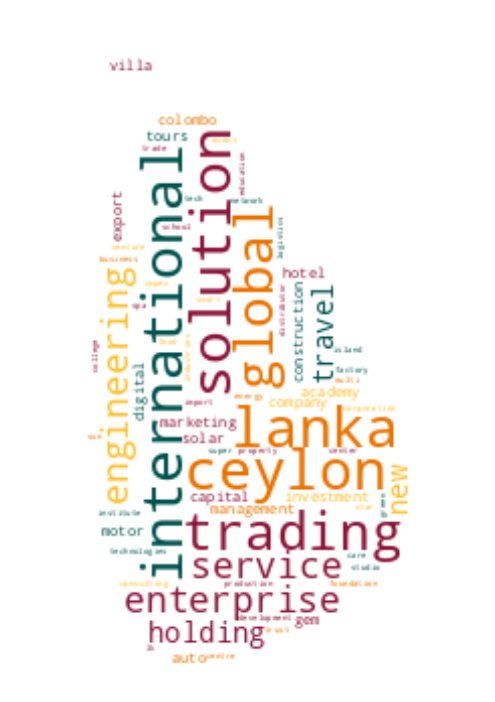 villa
colombo
tours
event
trade
international
solution
education
tech
network
export
school
global
logistics
venture
business
engineering
hotel
import
smart
construction
travel
spa
distributor
island
college
food
digital
factory
multi
academy
energy
company
import
corporation
lanka
marketing
solar
super
property
center
ceylon
new
capital
investment
green
management
star
institute
trading
motor
technologies
service
care
studio
consulting
production
foundation
enterprise
development
gem
holding
trust
auto
centre